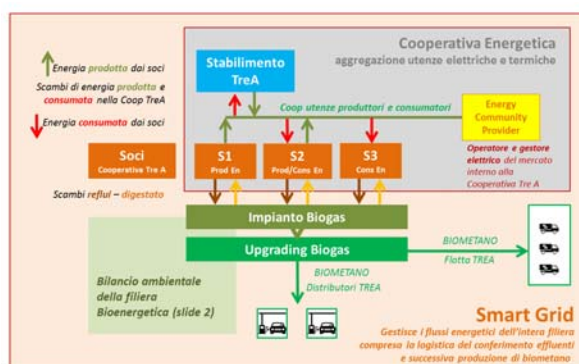 Cooperativa Energetica
aggregazione utenze elettriche e termiche
Energia prodotta dai soci
Scambi di energia prodotta e
consumata nella Coop TreA
Energia consumata dai soci
Stabilimento
TreA
Coop utenze produttori e consumatori
Energy
Community
Provider
Operatore e gestore
elettrico del mercato
interno alla
Cooperativa Tre A
Soci
Cooperativa Tre A
S1
Prod En
S2
Prod/Cons En
S3
Cons En
Scambi reflui – digestato
Impianto Biogas
Upgrading Biogas
BIOMETANO
Flotta TREA
Bilancio ambientale
della filiera
Bioenergetica (slide 2)
BIOMETANO
Distributori TREA
Smart Grid
Gestisce i flussi energetici dell'intera filiera
compresa la logistica del conferimento effluenti
e successiva produzione di biometano